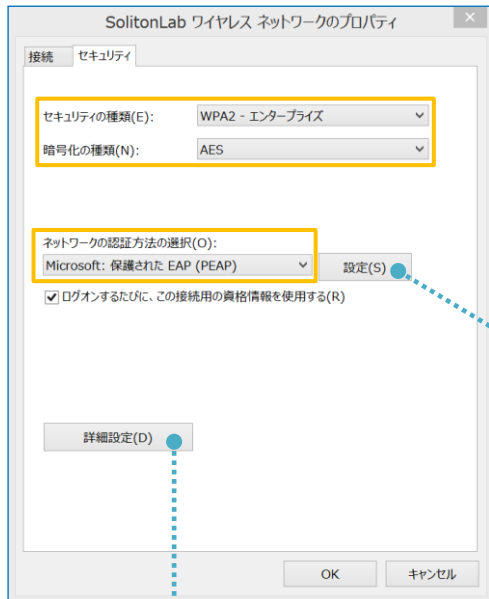 SolitonLab ワイヤレス ネットワークのプロパティ
接続 セキュリティ
セキュリティの種類(E): WPA2 - エンタープライズ
暗号化の種類(N): AES
ネットワークの認証方法の選択(O):
Microsoft: 保護された EAP (PEAP) 設定(S)
ログオンするたびに、この接続用の資格情報を使用する(R)
詳細設定(D)
OK キャンセル